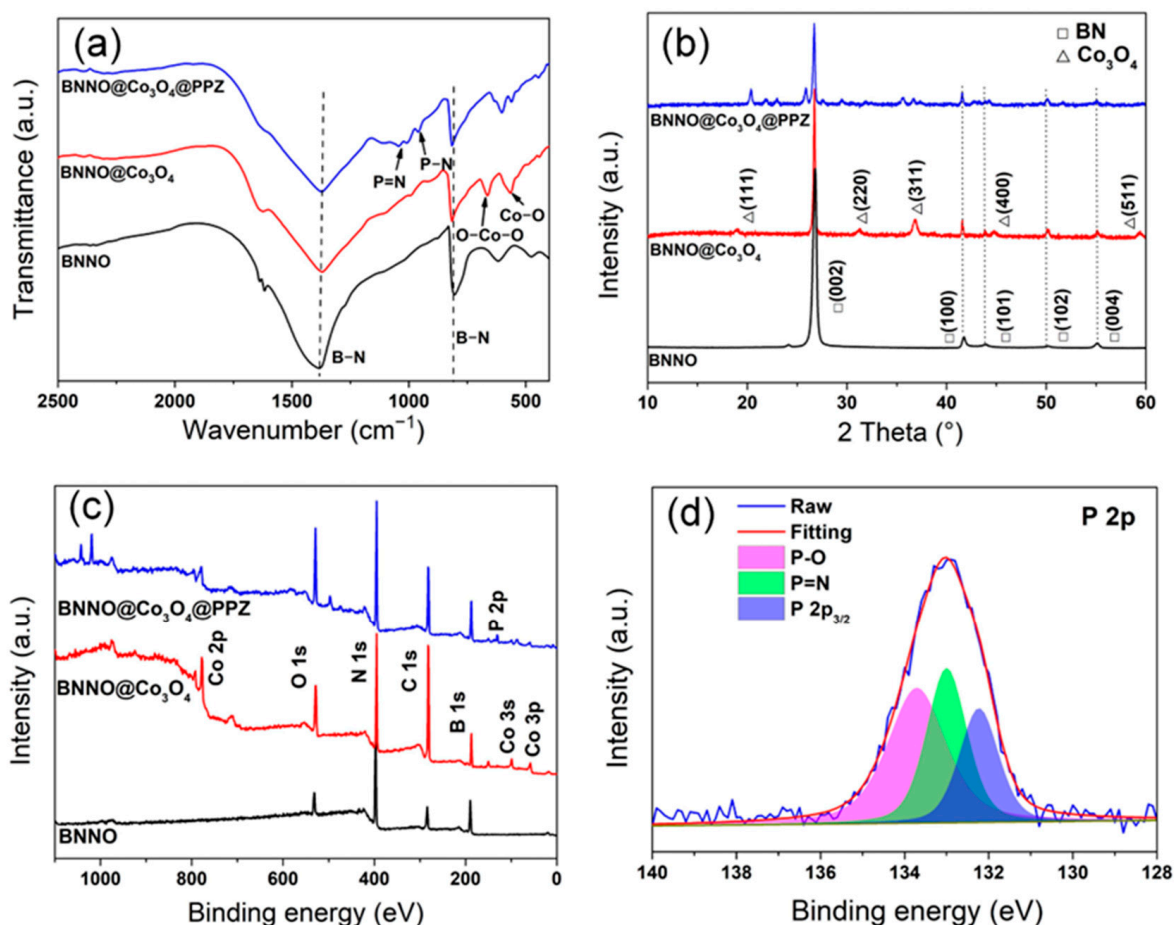 (a)
BNNO@Co₃O₄@PPZ
P=N
P−N
BNNO@Co₃O₄
O−Co−O
Co−O
BNNO
B−N
B−N
Transmittance (a.u.)
2500 2000 1500 1000 500
Wavenumber (cm⁻¹)
(b)
□ BN
△ Co₃O₄
BNNO@Co₃O₄@PPZ
△(111)
△(220)
△(311)
△(400)
△(511)
BNNO@Co₃O₄
□(002)
□(100)
□(101)
□(102)
□(004)
BNNO
Intensity (a.u.)
10 20 30 40 50 60
2 Theta (°)
(c)
BNNO@Co₃O₄@PPZ
P 2p
Co 2p
BNNO@Co₃O₄
O 1s
N 1s
C 1s
B 1s
Co 3s
Co 3p
BNNO
Intensity (a.u.)
1000 800 600 400 200 0
Binding energy (eV)
(d)
Raw
Fitting
P-O
P=N
P 2p₃/₂
P 2p
Intensity (a.u.)
140 138 136 134 132 130 128
Binding energy (eV)